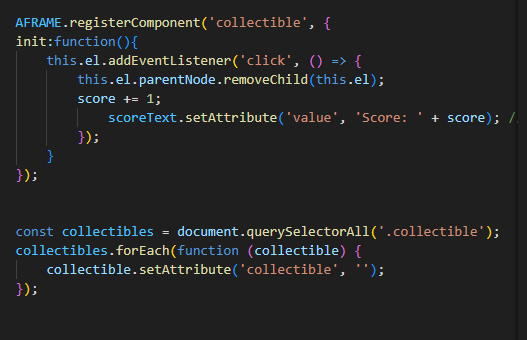 AFRAME.registerComponent('collectible', {
init:function(){
    this.el.addEventListener('click', () => {
        this.el.parentNode.removeChild(this.el);
        score += 1;
            scoreText.setAttribute('value', 'Score: ' + score); //
        });
    }
});
const collectibles = document.querySelectorAll('.collectible');
collectibles.forEach(function (collectible) {
    collectible.setAttribute('collectible', '');
});